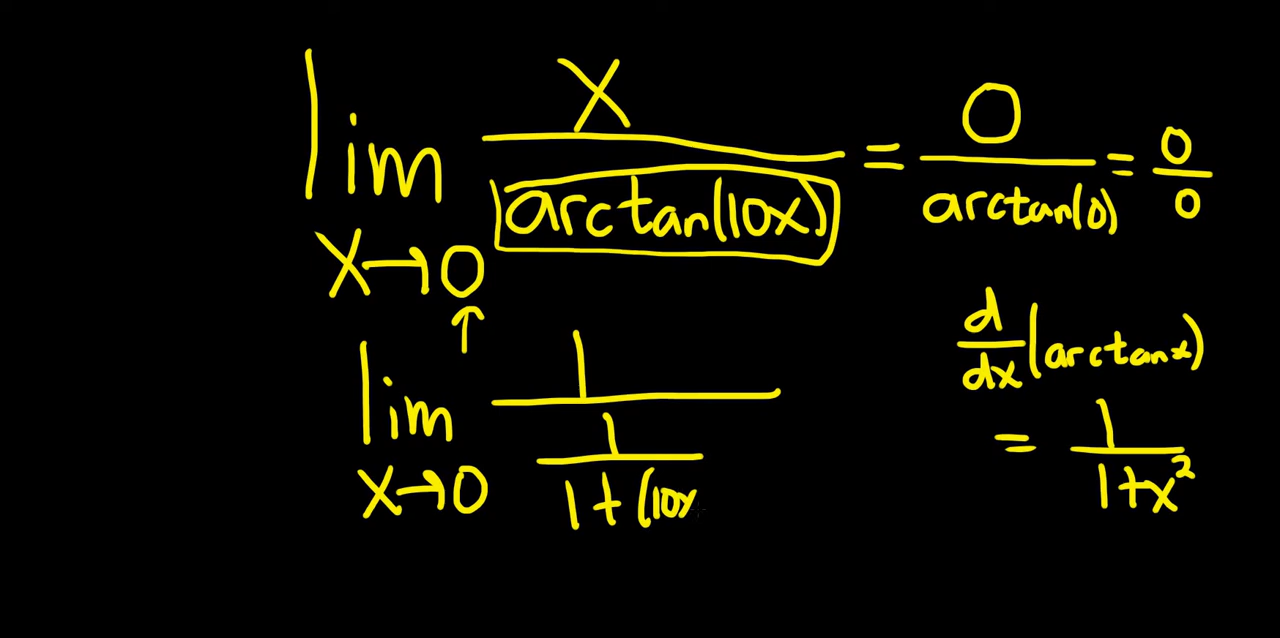 lim x→0 x/arctan(10x) = 0/arctan(0) = 0/0
d/dx (arctanx)
lim x→0 1/(1/(1+(10x
= 1/(1+x²)